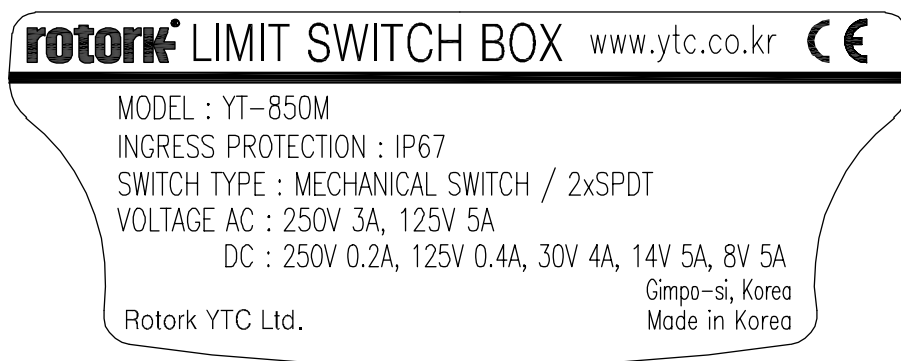 rotork LIMIT SWITCH BOX www.ytc.co.kr CE
MODEL : YT-850M
INGRESS PROTECTION : IP67
SWITCH TYPE : MECHANICAL SWITCH / 2xSPDT
VOLTAGE AC : 250V 3A, 125V 5A
DC : 250V 0.2A, 125V 0.4A, 30V 4A, 14V 5A, 8V 5A
Gimpo-si, Korea
Rotork YTC Ltd. Made in Korea